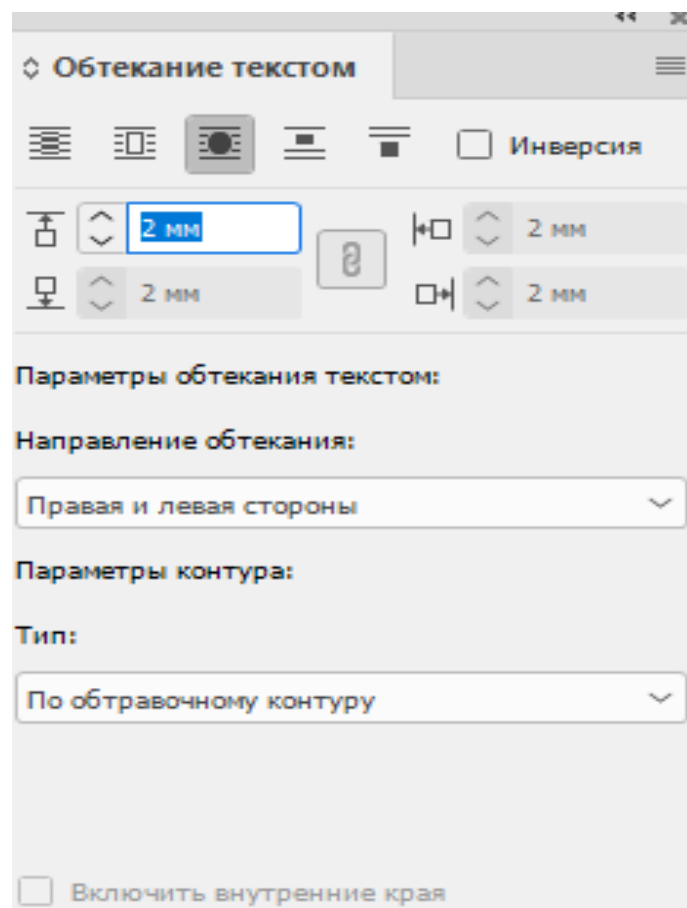 Обтекание текстом
Инверсия
2 мм
2 мм
2 мм
2 мм
Параметры обтекания текстом:
Направление обтекания:
Правая и левая стороны
Параметры контура:
Тип:
По обтравочному контуру
Включить внутренние края